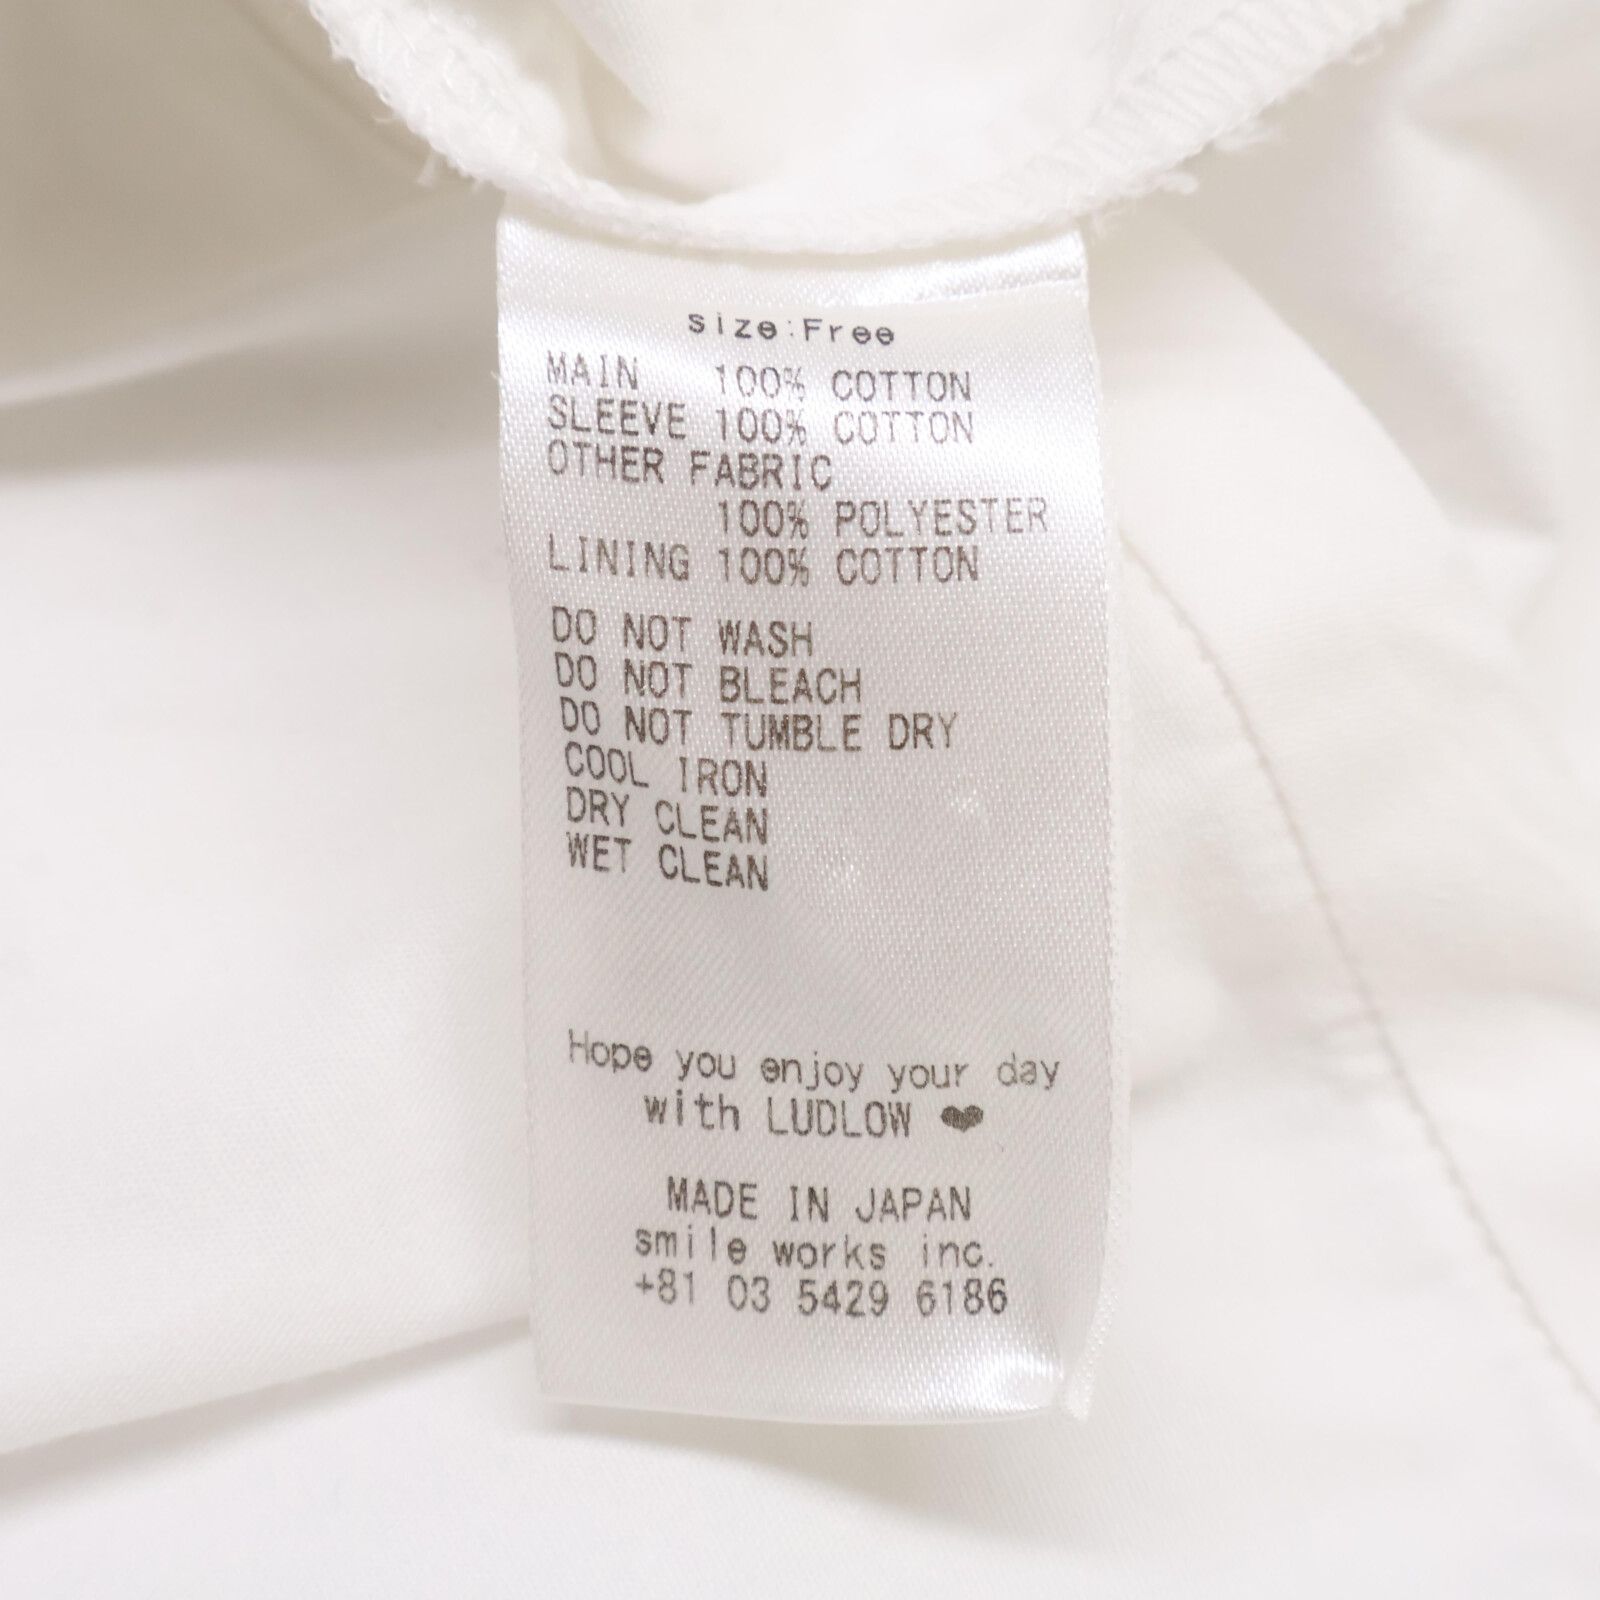 size:Free
MAIN 100% COTTON
SLEEVE 100% COTTON
OTHER FABRIC
100% POLYESTER
LINING 100% COTTON
DO NOT WASH
DO NOT BLEACH
DO NOT TUMBLE DRY
COOL IRON
DRY CLEAN
WET CLEAN
Hope you enjoy your day
with LUDLOW ❤
MADE IN JAPAN
smile works inc.
+81 03 5429 6186